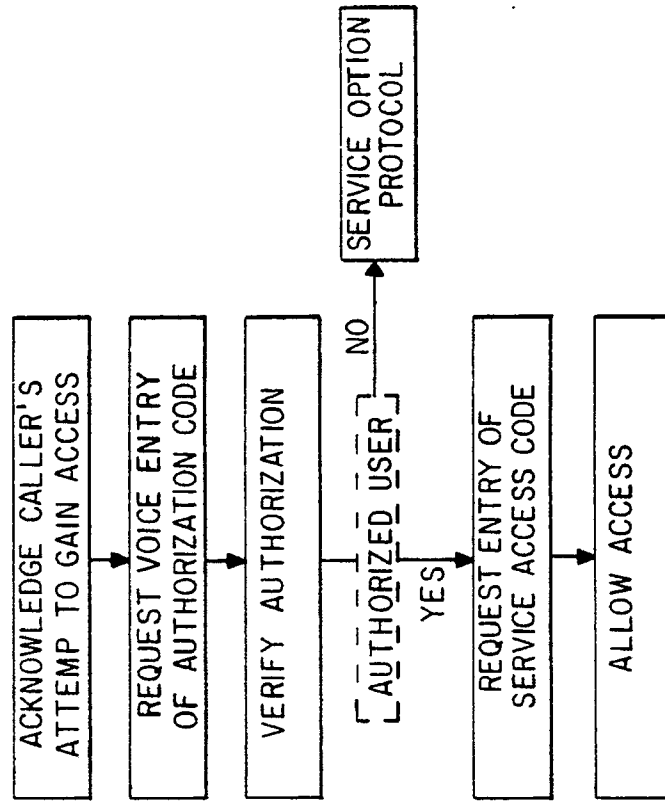 ACKNOWLEDGE CALLER'S
ATTEMP TO GAIN ACCESS
REQUEST VOICE ENTRY
OF AUTHORIZATION CODE
VERIFY AUTHORIZATION
AUTHORIZED USER
NO
SERVICE OPTION
PROTOCOL
YES
REQUEST ENTRY OF
SERVICE ACCESS CODE
ALLOW ACCESS